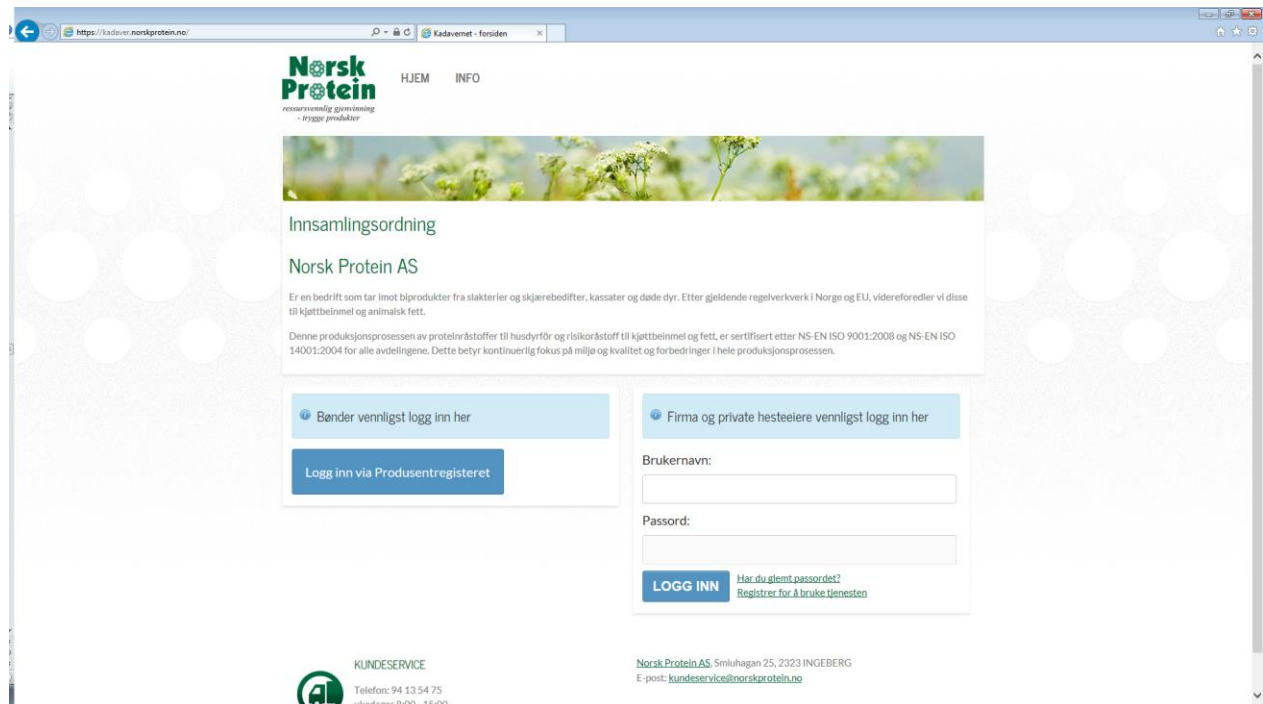 https://kadaver.norskprotein.no/
Kadavernet - forsiden
Norsk
Protein
ressursvennlig gjenvinning
- trygge produkter
HJEM INFO
Innsamlingsordning
Norsk Protein AS
Er en bedrift som tar imot biprodukter fra slakterier og skjærebedifter, kassater og døde dyr. Etter gjeldende regelverkverk i Norge og EU, videreforedler vi disse
til kjøttbeinmel og animalsk fett.
Denne produksjonsprosessen av proteinråstoffer til husdyrfôr og risikoråstoff til kjøttbeinmel og fett, er sertifisert etter NS-EN ISO 9001:2008 og NS-EN ISO
14001:2004 for alle avdelingene. Dette betyr kontinuerlig fokus på miljø og kvalitet og forbedringer i hele produksjonsprosessen.
Bønder vennligst logg inn her
Logg inn via Produsentregisteret
Firma og private hesteeiere vennligst logg inn her
Brukernavn:
Passord:
LOGG INN
Har du glemt passordet?
Registrer for å bruke tjenesten
KUNDESERVICE
Telefon: 94 13 54 75
ukedager 8:00 - 15:00
Norsk Protein AS, Smluhagan 25, 2323 INGEBERG
E-post: kundeservice@norskprotein.no